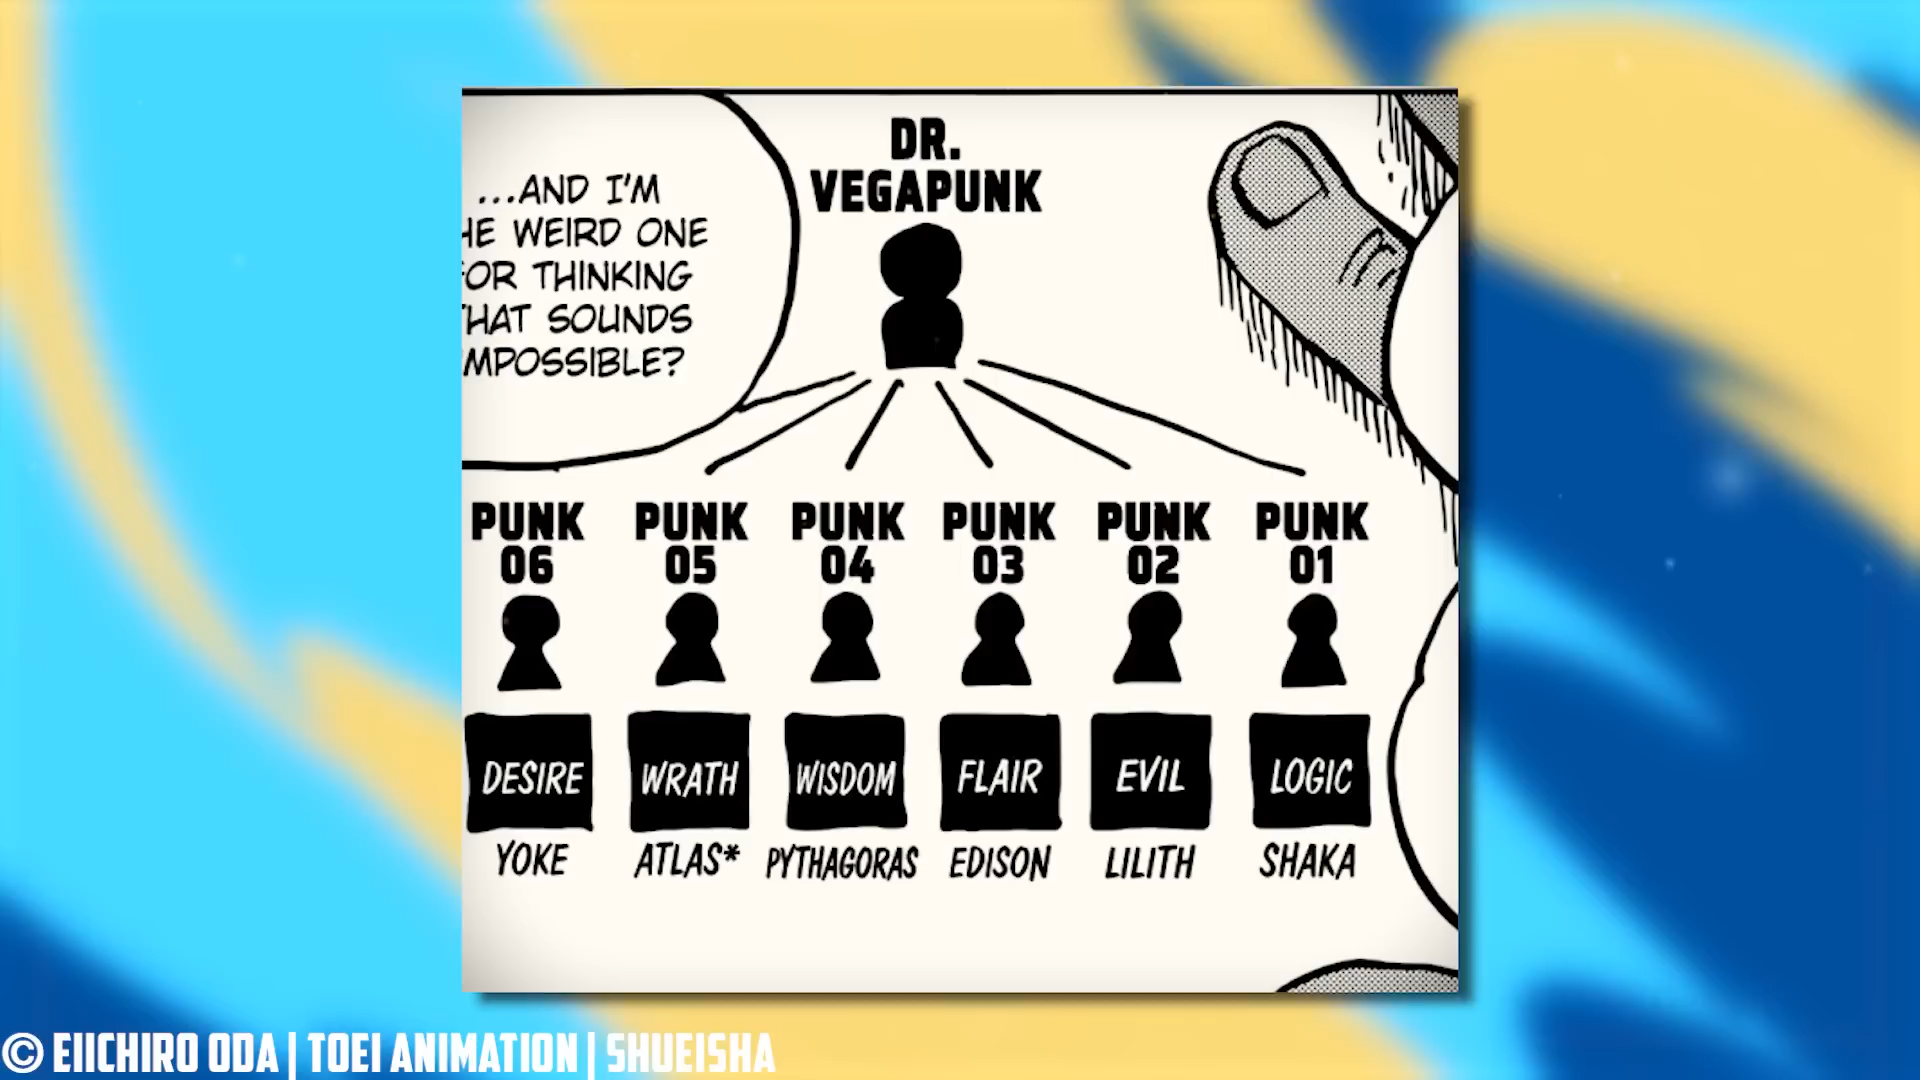 ...AND I'M
HE WEIRD ONE
OR THINKING
HAT SOUNDS
MPOSSIBLE?
DR.
VEGAPUNK
PUNK 06
PUNK 05
PUNK 04
PUNK 03
PUNK 02
PUNK 01
DESIRE WRATH WISDOM FLAIR EVIL LOGIC
YOKE ATLAS* PYTHAGORAS EDISON LILITH SHAKA
© EIICHIRO ODA | TOEI ANIMATION | SHUEISHA